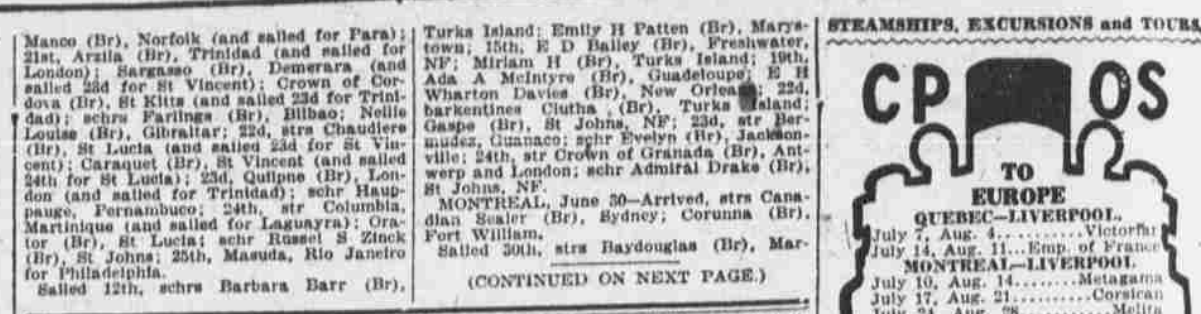 Manco (Br), Norfolk (and sailed for Para);
21st, Arzila (Br), Trinidad (and sailed for
London); Sargasso (Br), Demerara (and
sailed 23d for St Vincent); Crown of Cor-
dova (Br), St Kitts (and sailed 23d for Trini-
dad); schrs Farlings (Br), Bilbao; Nellie
Louise (Br), Gibraltar; 22d, strs Chaudiere
(Br), St Lucia (and sailed 23d for St Vin-
cent); Caraquet (Br), St Vincent (and sailed
24th for St Lucia); 23d, Quilpue (Br), Lon-
don (and sailed for Trinidad); schr Haup-
pauge, Pernambuco; 24th, str Columbia,
Martinique (and sailed for Laguayra); Ora-
tor (Br), St Lucia; schr Russel S Zinck
(Br), St Johns; 25th, Masuda, Rio Janeiro
for Philadelphia.
Sailed 12th, schrs Barbara Barr (Br),
Turks Island; Emily H Patten (Br), Marys-
town; 15th, E D Bailey (Br), Freshwater,
NF; Miriam H (Br), Turks Island; 19th,
Ada A McIntyre (Br), Guadeloupe; E H
Wharton Davies (Br), New Orleans; 22d,
barkentines Clutha (Br), Turks Island;
Gaspe (Br), St Johns, NF; 23d, str Ber-
mudez, Guanaco; schr Evelyn (Br), Jackson-
ville; 24th, str Crown of Granada (Br), Ant-
werp and London; schr Admiral Drake (Br),
St Johns, NF.
MONTREAL, June 30—Arrived, strs Cana-
dian Sealer (Br), Sydney; Corunna (Br),
Fort William.
Sailed 30th, strs Baydouglas (Br), Mar-
(CONTINUED ON NEXT PAGE.)
STEAMSHIPS, EXCURSIONS and TOURS
CP OS
TO
EUROPE
QUEBEC—LIVERPOOL.
July 7, Aug. 4..........Victorian
July 14, Aug. 11...Emp. of France
MONTREAL—LIVERPOOL
July 10, Aug. 14........Metagama
July 17, Aug. 21.........Corsican
July 24, Aug. 28...........Melita